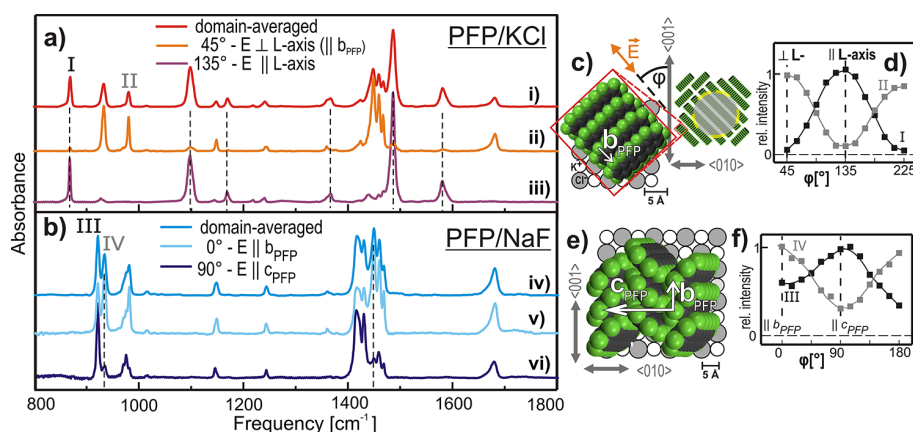 a)
PFP/KCl
domain-averaged
45° - E ⊥ L-axis (|| bPFP)
135° - E || L-axis
I
II
i)
ii)
iii)
b)
PFP/NaF
domain-averaged
0° - E || bPFP
90° - E || cPFP
III
IV
iv)
v)
vi)
Absorbance
800 1000 1200 1400 1600 1800
Frequency [cm⁻¹]
c)
E
φ
<001>
<010>
bPFP
K⁺
Cl⁻
5 Å
d)
⊥ L-
|| L-axis
II
I
rel. intensity
1
0
45 135 225
φ[°]
e)
cPFP
bPFP
<001>
<010>
5 Å
f)
IV
III
rel. intensity
1
0
|| bPFP
|| cPFP
0 90 180
φ[°]